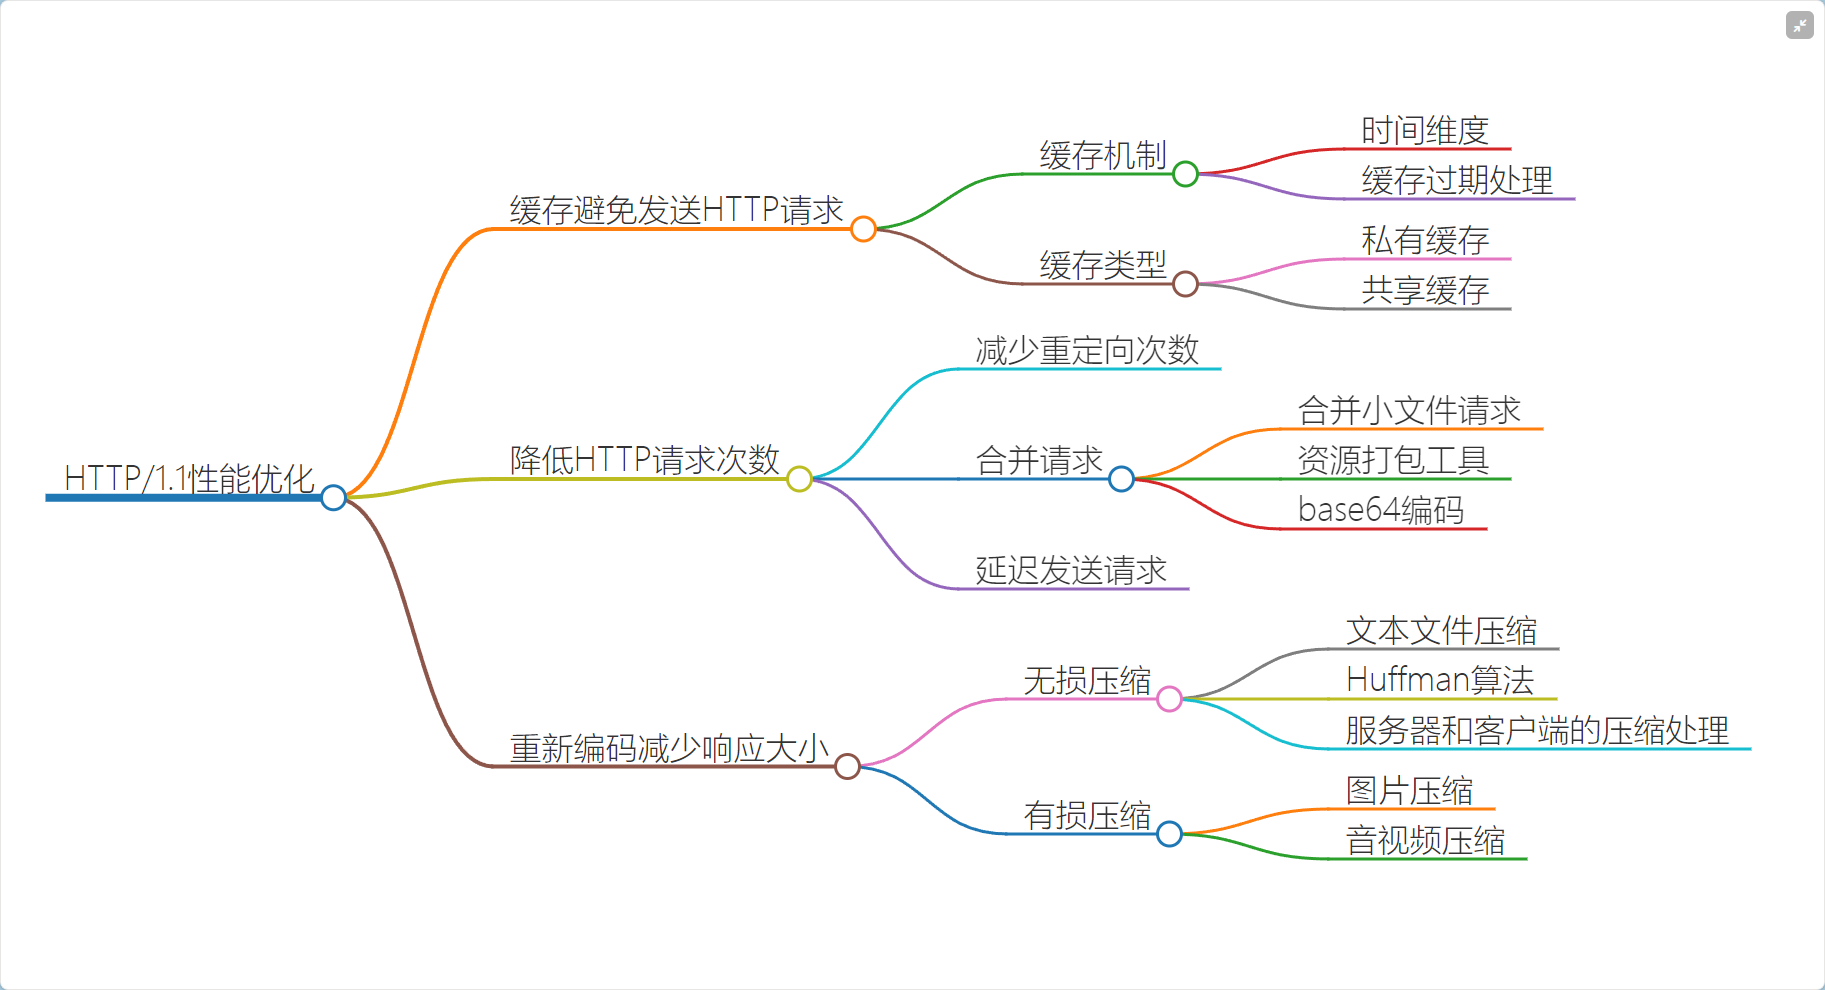 HTTP/1.1性能优化
缓存避免发送HTTP请求
缓存机制
时间维度
缓存过期处理
缓存类型
私有缓存
共享缓存
降低HTTP请求次数
减少重定向次数
合并请求
合并小文件请求
资源打包工具
base64编码
延迟发送请求
重新编码减少响应大小
无损压缩
文本文件压缩
Huffman算法
服务器和客户端的压缩处理
有损压缩
图片压缩
音视频压缩